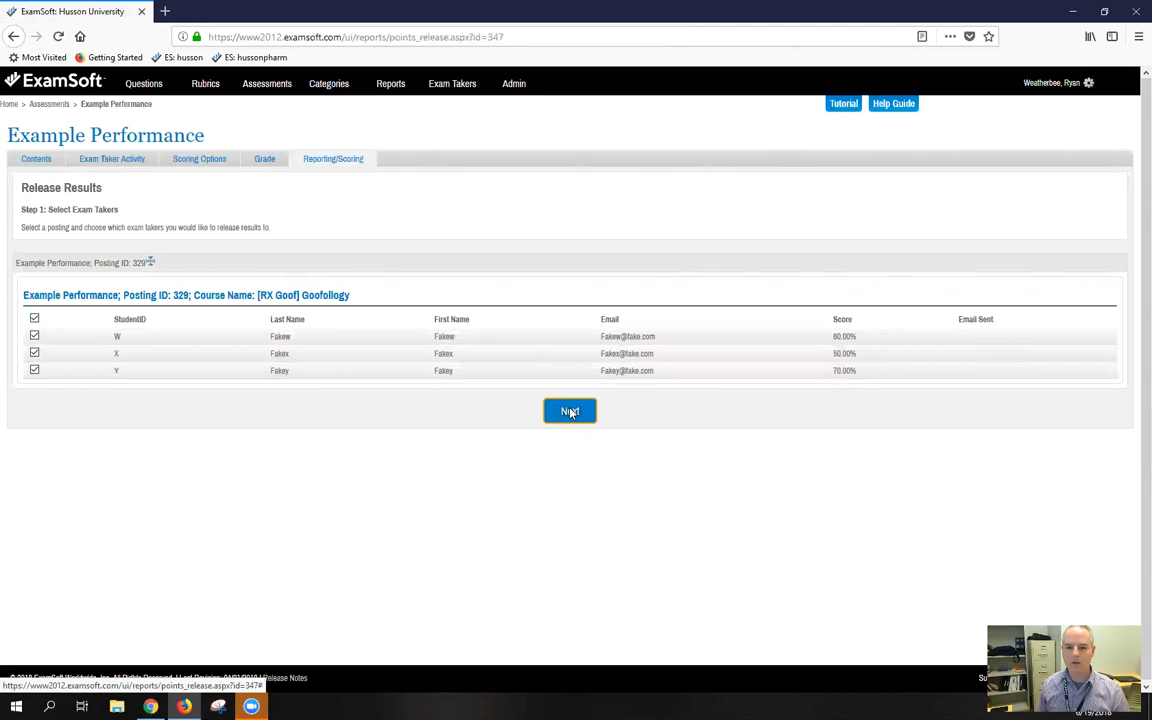 ExamSoft: Husson University
https://www2012.examsoft.com/ui/reports/points_release.aspx?id=347
Most Visited Getting Started ES: husson ES: hussonpharm
ExamSoft Questions Rubrics Assessments Categories Reports Exam Takers Admin Weatherbee, Ryan
Home > Assessments > Example Performance Tutorial Help Guide
Example Performance
Contents Exam Taker Activity Scoring Options Grade Reporting/Scoring
Release Results
Step 1: Select Exam Takers
Select a posting and choose which exam takers you would like to release results to.
Example Performance; Posting ID: 329
Example Performance; Posting ID: 329; Course Name: [RX Goof] Goofollogy
StudentID Last Name First Name Email Score Email Sent
W Fakew Fakew Fakew@fake.com 60.00%
X Fakex Fakex Fakex@fake.com 50.00%
Y Fakey Fakey Fakey@fake.com 70.00%
Next
Release Notes
https://www2012.examsoft.com/ui/reports/points_release.aspx?id=347#
6/19/2018